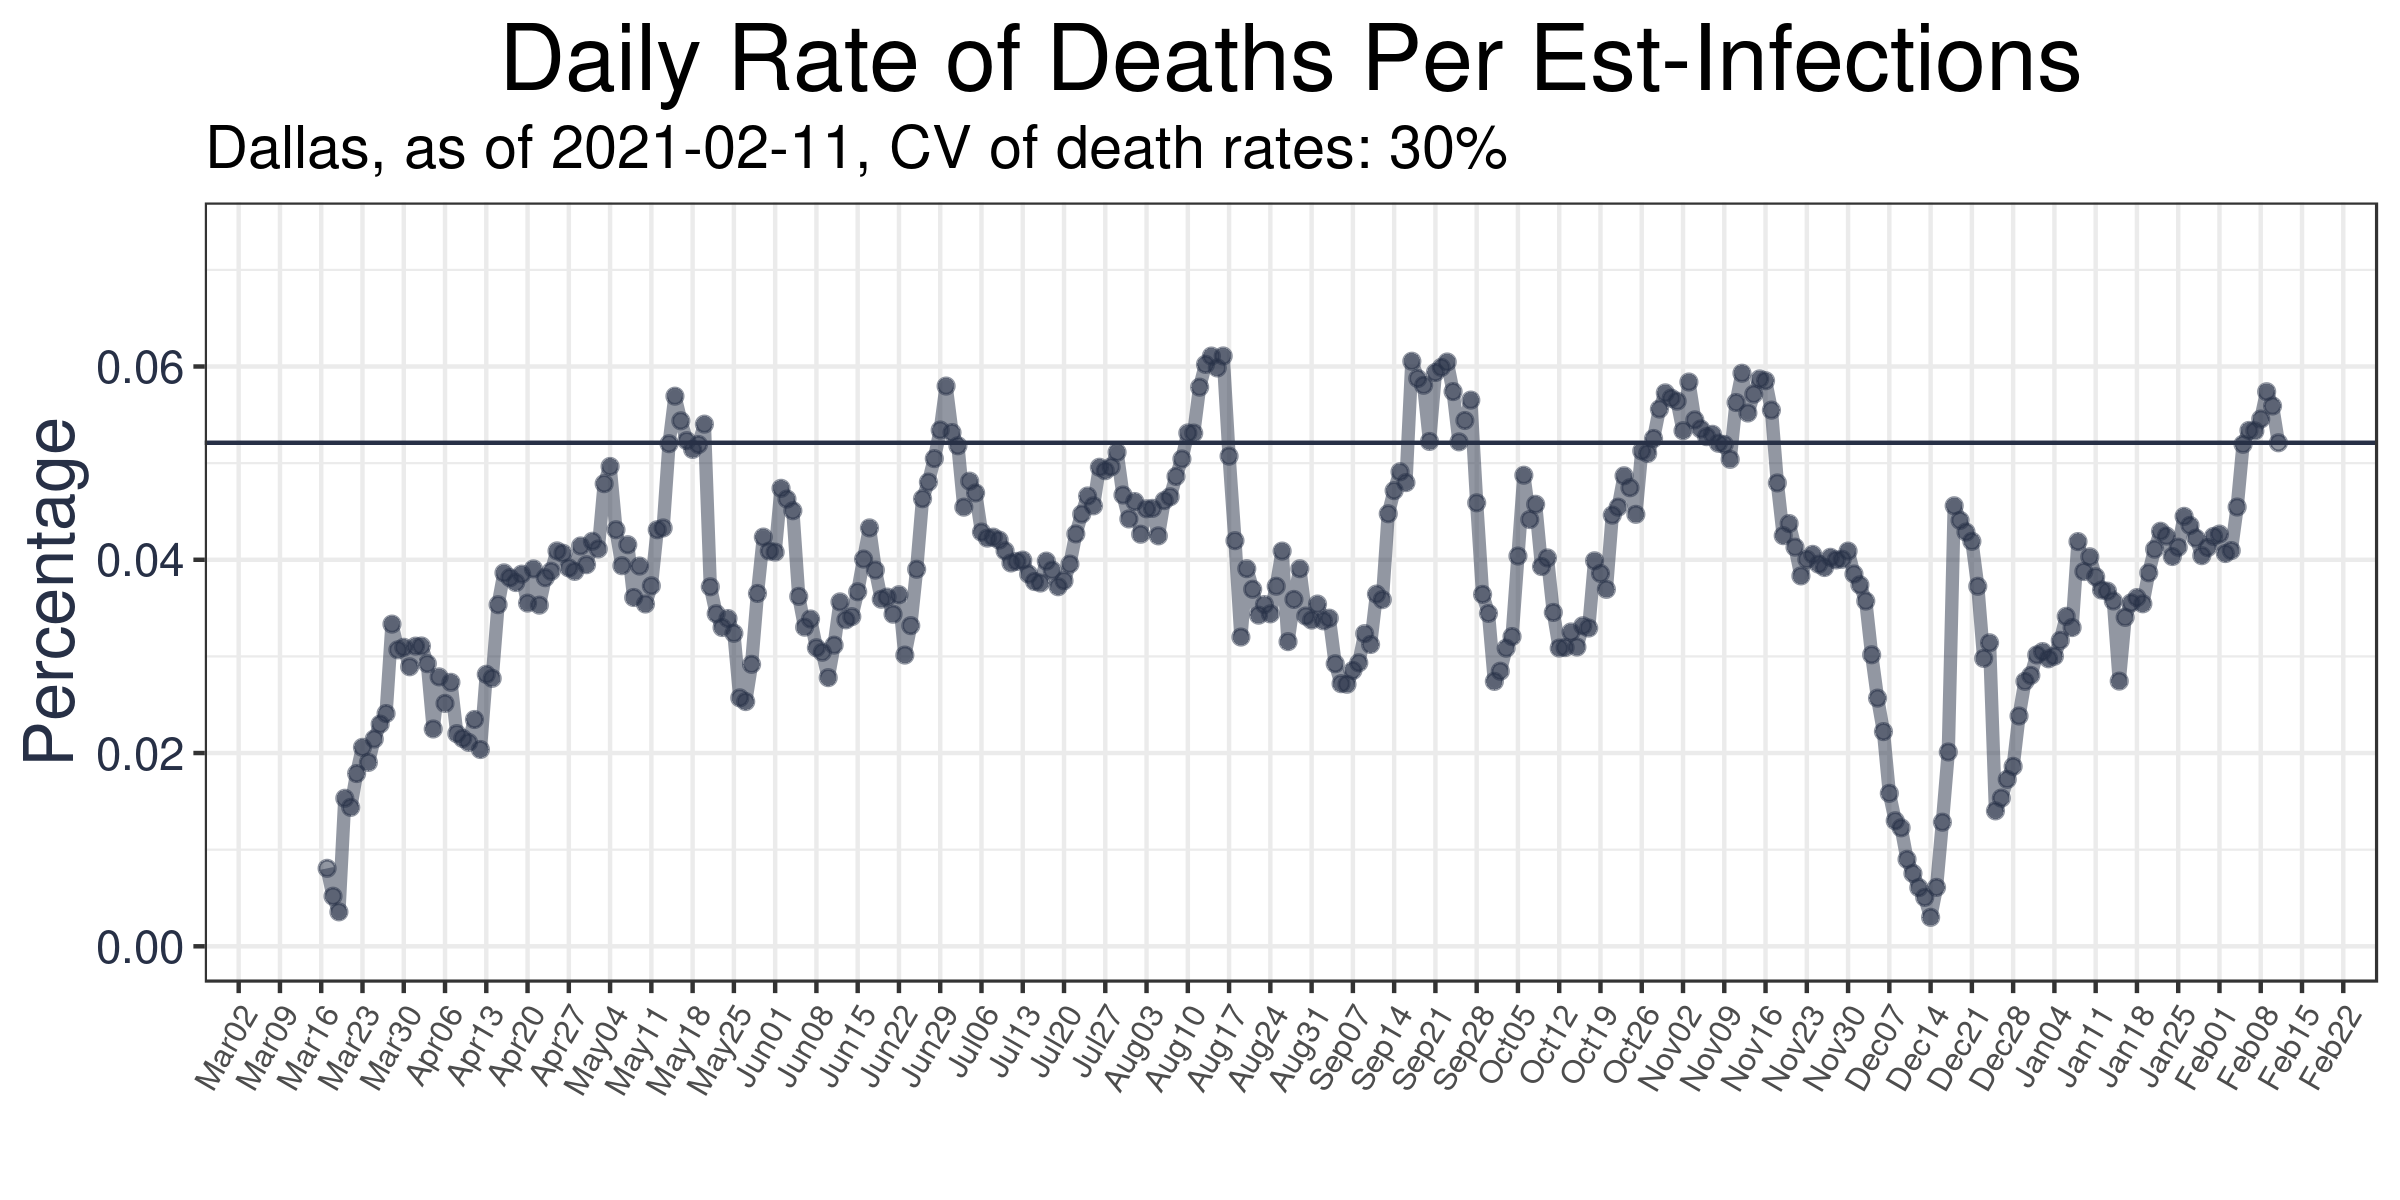 Daily Rate of Deaths Per Est-Infections
Dallas, as of 2021-02-11, CV of death rates: 30%
Percentage
0.06
0.04
0.02
0.00
Mar02
Mar09
Mar16
Mar23
Mar30
Apr06
Apr13
Apr20
Apr27
May04
May11
May18
May25
Jun01
Jun08
Jun15
Jun22
Jun29
Jul06
Jul13
Jul20
Jul27
Aug03
Aug10
Aug17
Aug24
Aug31
Sep07
Sep14
Sep21
Sep28
Oct05
Oct12
Oct19
Oct26
Nov02
Nov09
Nov16
Nov23
Nov30
Dec07
Dec14
Dec21
Dec28
Jan04
Jan11
Jan18
Jan25
Feb01
Feb08
Feb15
Feb22